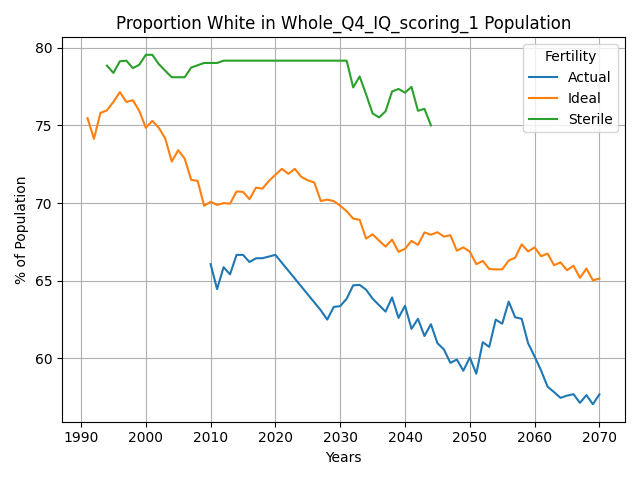 Proportion White in Whole_Q4_IQ_scoring_1 Population
% of Population
80
75
70
65
60
Fertility
Actual
Ideal
Sterile
1990 2000 2010 2020 2030 2040 2050 2060 2070
Years